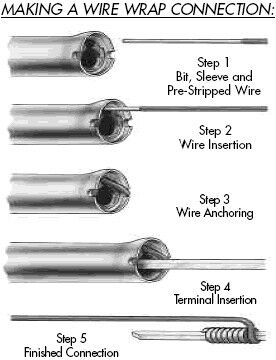 MAKING A WIRE WRAP CONNECTION:
Step 1
Bit, Sleeve and
Pre-Stripped Wire
Step 2
Wire Insertion
Step 3
Wire Anchoring
Step 4
Terminal Insertion
Step 5
Finished Connection